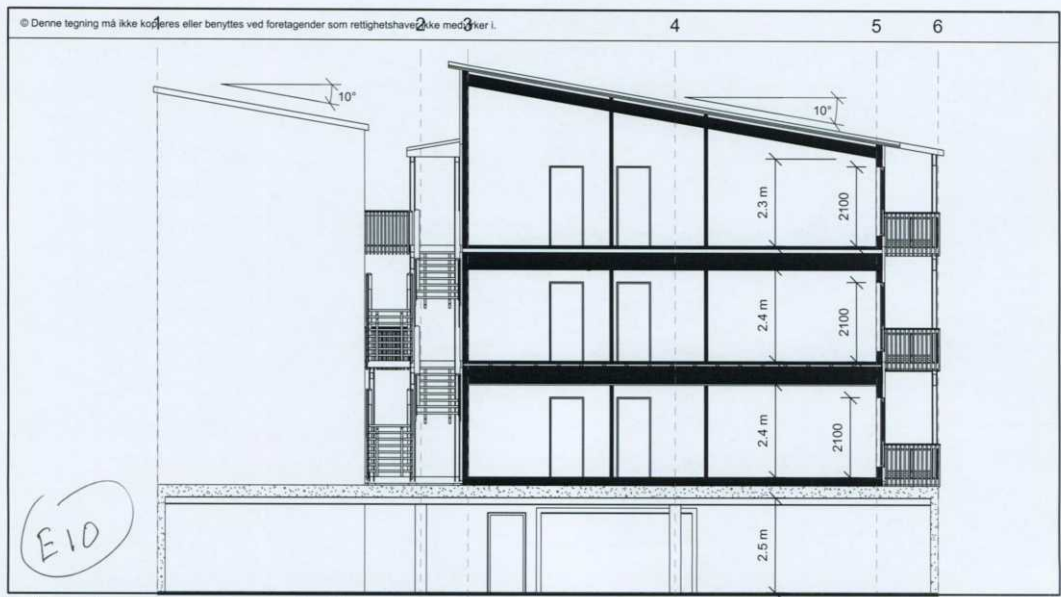 © Denne tegning må ikke kopieres eller benyttes ved foretagender som rettighetshaver ikke medvirker i.
1 2 3 4 5 6
10°
10°
2.3 m
2100
2.4 m
2100
2.4 m
2100
2.5 m
E10